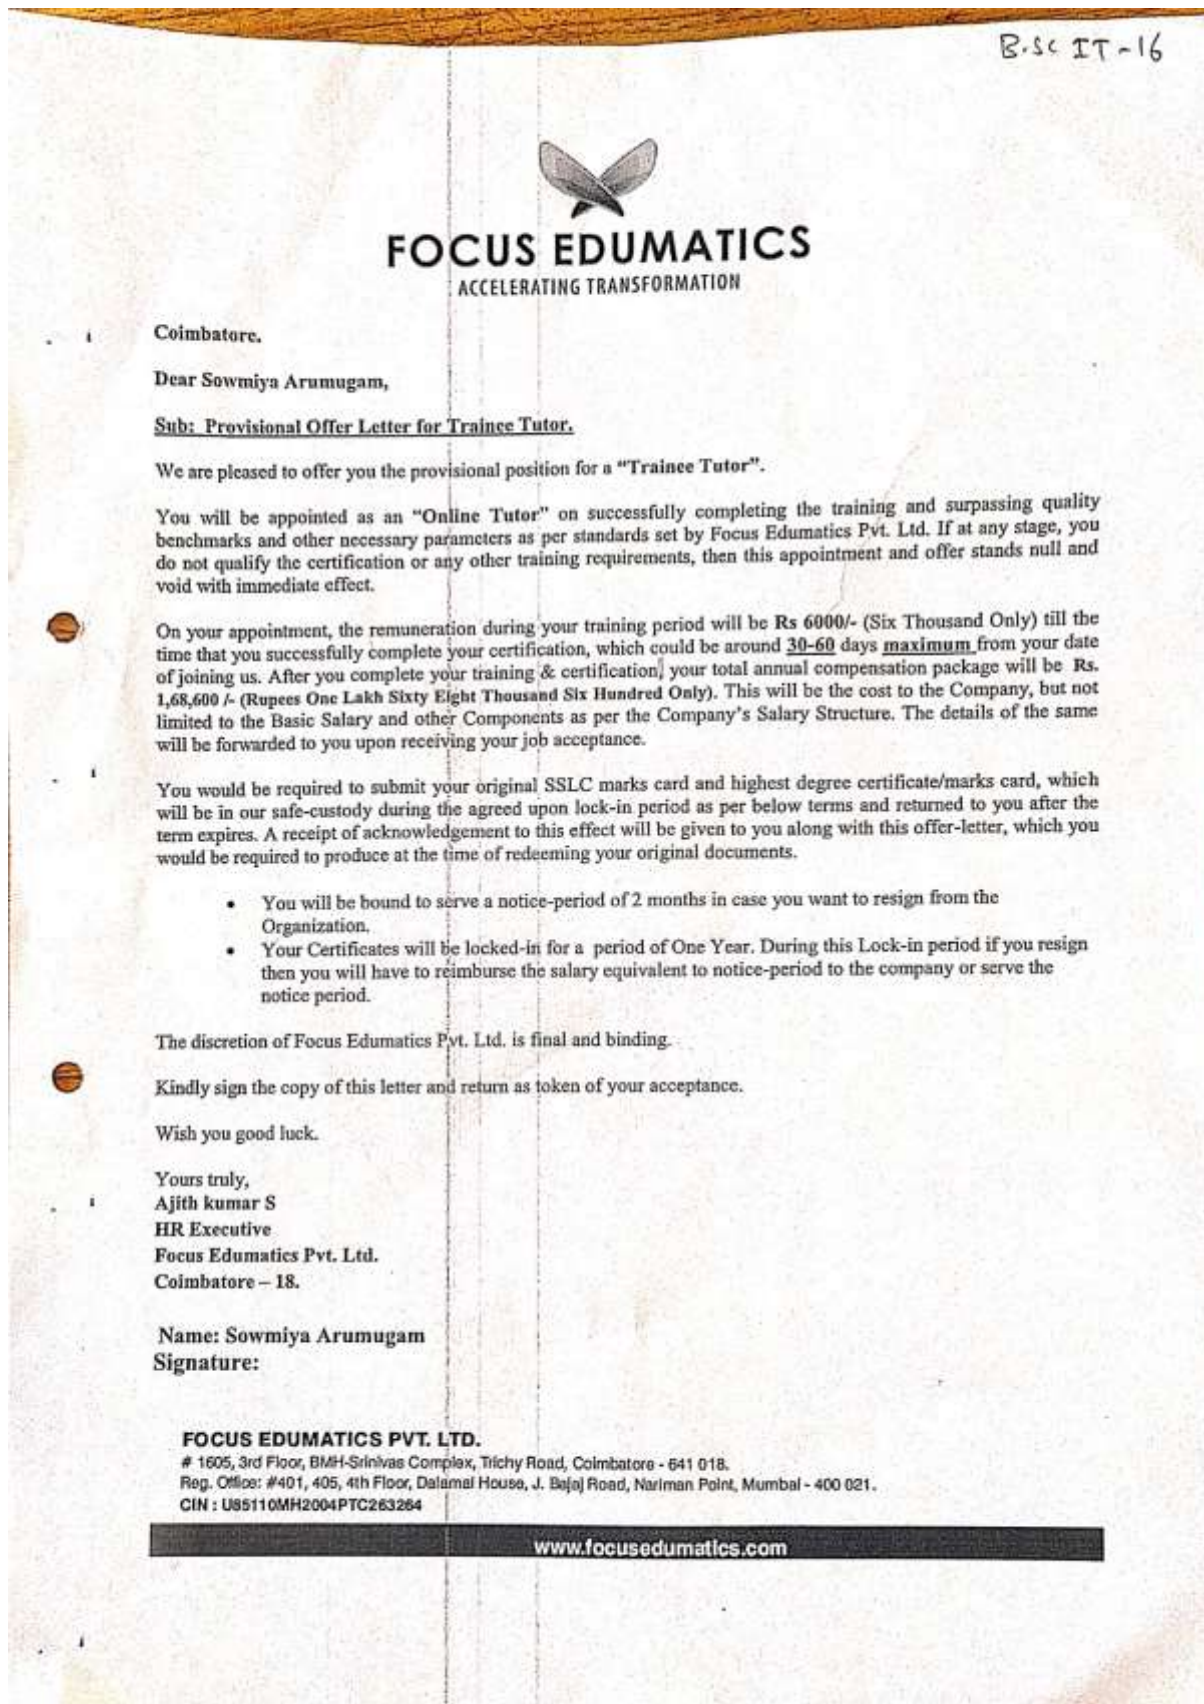 B.Sc IT-16
FOCUS EDUMATICS
ACCELERATING TRANSFORMATION
Coimbatore.
Dear Sowmiya Arumugam,
Sub: Provisional Offer Letter for Trainee Tutor.
We are pleased to offer you the provisional position for a “Trainee Tutor”.
You will be appointed as an “Online Tutor” on successfully completing the training and surpassing quality
benchmarks and other necessary parameters as per standards set by Focus Edumatics Pvt. Ltd. If at any stage, you
do not qualify the certification or any other training requirements, then this appointment and offer stands null and
void with immediate effect.
On your appointment, the remuneration during your training period will be Rs 6000/- (Six Thousand Only) till the
time that you successfully complete your certification, which could be around 30-60 days maximum from your date
of joining us. After you complete your training & certification, your total annual compensation package will be Rs.
1,68,600 /- (Rupees One Lakh Sixty Eight Thousand Six Hundred Only). This will be the cost to the Company, but not
limited to the Basic Salary and other Components as per the Company’s Salary Structure. The details of the same
will be forwarded to you upon receiving your job acceptance.
You would be required to submit your original SSLC marks card and highest degree certificate/marks card, which
will be in our safe-custody during the agreed upon lock-in period as per below terms and returned to you after the
term expires. A receipt of acknowledgement to this effect will be given to you along with this offer-letter, which you
would be required to produce at the time of redeeming your original documents.
• You will be bound to serve a notice-period of 2 months in case you want to resign from the
Organization.
• Your Certificates will be locked-in for a period of One Year. During this Lock-in period if you resign
then you will have to reimburse the salary equivalent to notice-period to the company or serve the
notice period.
The discretion of Focus Edumatics Pvt. Ltd. is final and binding.
Kindly sign the copy of this letter and return as token of your acceptance.
Wish you good luck.
Yours truly,
Ajith kumar S
HR Executive
Focus Edumatics Pvt. Ltd.
Coimbatore – 18.
Name: Sowmiya Arumugam
Signature:
FOCUS EDUMATICS PVT. LTD.
# 1605, 3rd Floor, BMH-Srinivas Complex, Trichy Road, Coimbatore - 641 018.
Reg. Office: #401, 405, 4th Floor, Dalamal House, J. Bajaj Road, Nariman Point, Mumbai - 400 021.
CIN : U85110MH2004PTC263264
www.focusedumatics.com